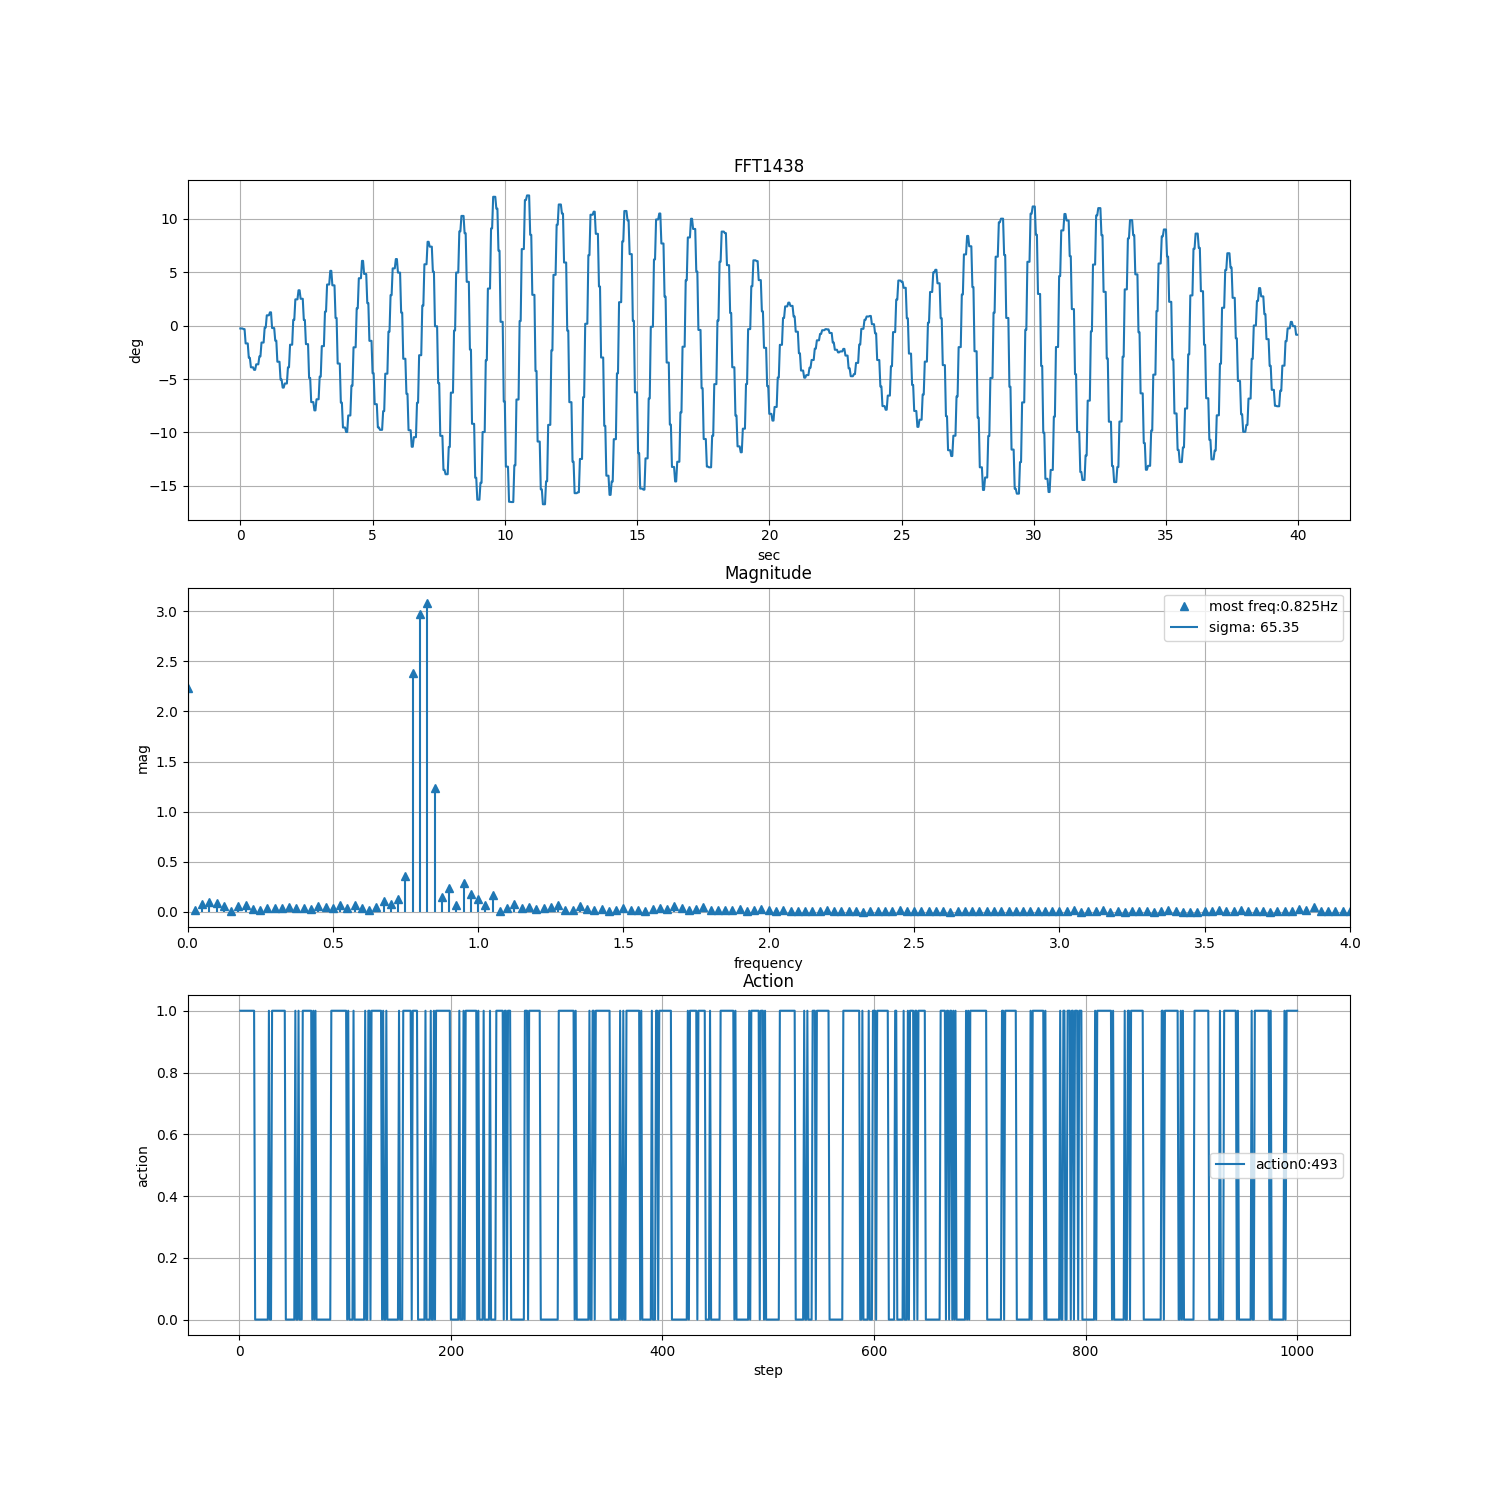 FFT1438
10
5
0
−5
−10
−15
deg
0 5 10 15 20 25 30 35 40
sec
Magnitude
most freq:0.825Hz
sigma: 65.35
3.0
2.5
2.0
1.5
1.0
0.5
0.0
mag
0.0 0.5 1.0 1.5 2.0 2.5 3.0 3.5 4.0
frequency
Action
1.0
0.8
0.6
0.4
0.2
0.0
action
action0:493
0 200 400 600 800 1000
step